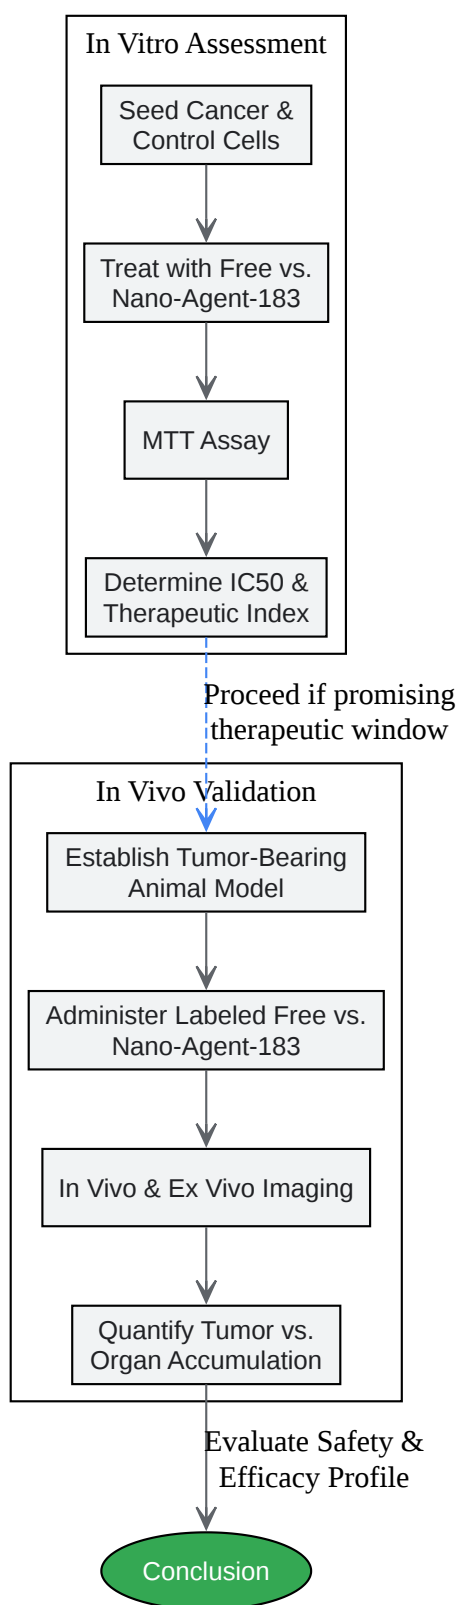 In Vitro Assessment
Seed Cancer &
Control Cells
Treat with Free vs.
Nano-Agent-183
MTT Assay
Determine IC50 &
Therapeutic Index
Proceed if promising
therapeutic window
In Vivo Validation
Establish Tumor-Bearing
Animal Model
Administer Labeled Free vs.
Nano-Agent-183
In Vivo & Ex Vivo Imaging
Quantify Tumor vs.
Organ Accumulation
Evaluate Safety &
Efficacy Profile
Conclusion